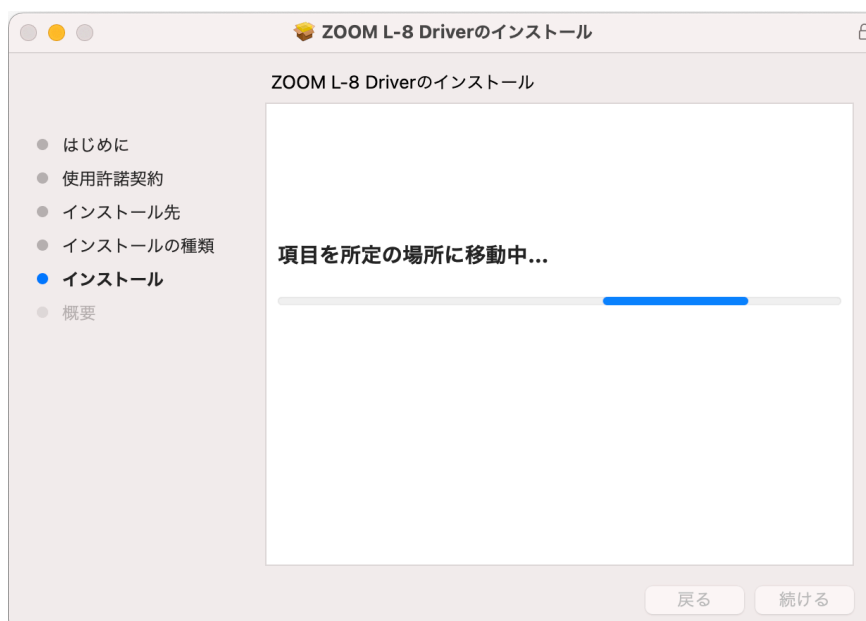 ZOOM L-8 Driverのインストール
ZOOM L-8 Driverのインストール
はじめに
使用許諾契約
インストール先
インストールの種類
インストール
概要
項目を所定の場所に移動中...
戻る
続ける